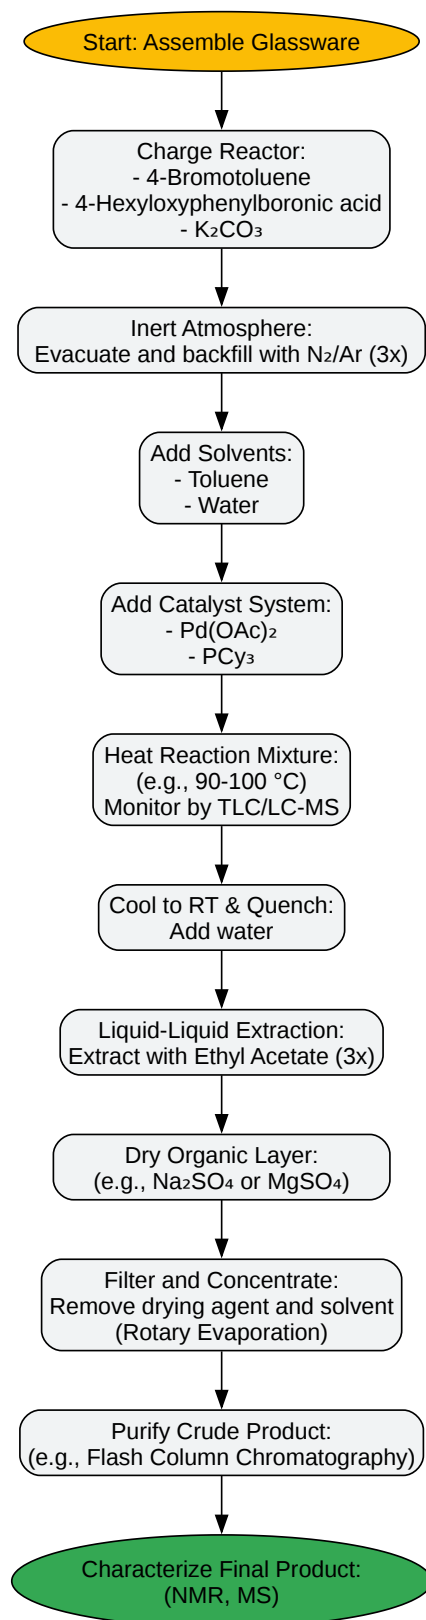 Start: Assemble Glassware
Charge Reactor:
- 4-Bromotoluene
- 4-Hexyloxyphenylboronic acid
- K₂CO₃
Inert Atmosphere:
Evacuate and backfill with N₂/Ar (3x)
Add Solvents:
- Toluene
- Water
Add Catalyst System:
- Pd(OAc)₂
- PCy₃
Heat Reaction Mixture:
(e.g., 90-100 °C)
Monitor by TLC/LC-MS
Cool to RT & Quench:
Add water
Liquid-Liquid Extraction:
Extract with Ethyl Acetate (3x)
Dry Organic Layer:
(e.g., Na₂SO₄ or MgSO₄)
Filter and Concentrate:
Remove drying agent and solvent
(Rotary Evaporation)
Purify Crude Product:
(e.g., Flash Column Chromatography)
Characterize Final Product:
(NMR, MS)